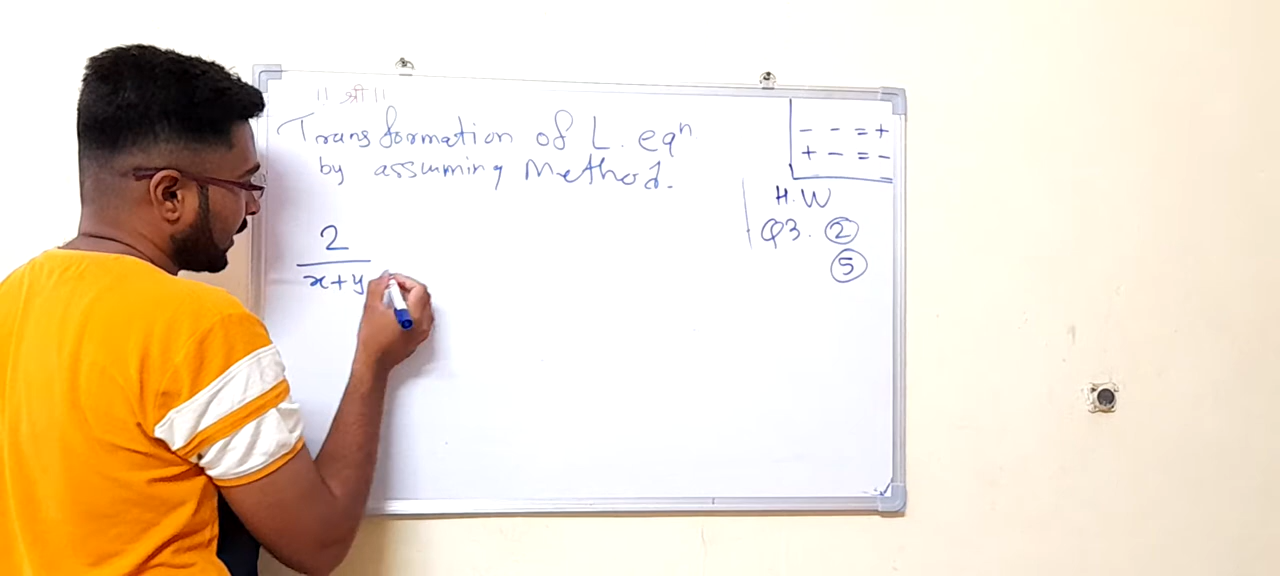 || श्री ||
Transformation of L. eqⁿ.
by assuming Method.
2
x+y
- - = +
+ - = -
H.W
Q3. 2
5